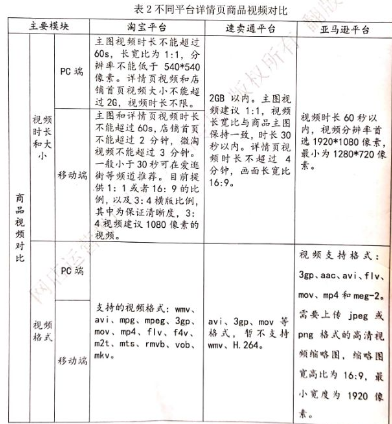 表2不同平台详情页商品视频对比
主要模块
淘宝平台
速卖通平台
亚马逊平台
商品视频对比
视频时长和大小
PC 端
主图视频时长不能超过
60s,长宽比为 1:1,分
辨率不能低于 540*540
像素。详情页视频和店
铺首页视频大小不能超
过2G,视频时长不限。
移动端
主图和详情页视频时长
不能超过60s,店铺首页
不能超过 2 分钟,微淘
视频不能超过 3 分钟。
一般小于 30秒可在爱逛
街等频道推荐。目前提
供 1:1 或者 16:9 的比
例,以及 3:4 横版比例,
其中为保证清晰度,3:
4 视频建议 1080 像素的
视频。
2GB 以内。主图视
频建议 1:1,视频
长宽比与商品主图
保持一致,时长 30
秒以内。详情页视
频时长不超过 4
分钟,画面长宽比
16:9。
视频时长 60 秒以
内,视频分辨率首
选 1920*1080 像素,
最小为 1280*720 像
素。
视频格式
PC 端
移动端
支持的视频格式:wmv、
avi、mpg、mpeg、3gp、
mov、mp4、flv、f4v、
m2t、mts、rmvb、vob、
mkv。
avi、3gp、mov 等
格式,暂不支持
wmv、H.264。
视频支持格式:
3gp、aac、avi、flv、
mov、mp4 和 meg-2。
需要上传 jpeg 或
png 格式的高清视
频缩略图,缩略图
宽高比为 16:9,最
小宽度为 1920 像
素。